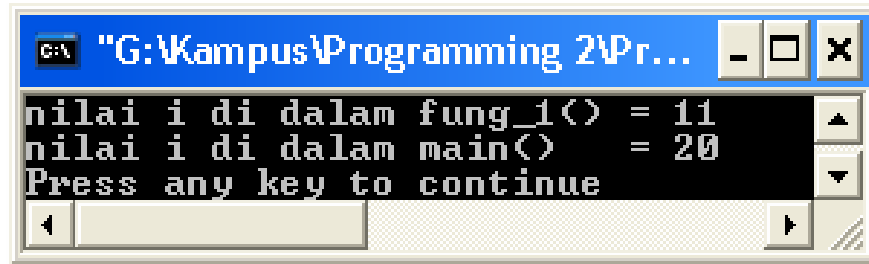 "G:\Kampus\Programming 2\Pr...
nilai i di dalam fung_1() = 11
nilai i di dalam main()   = 20
Press any key to continue